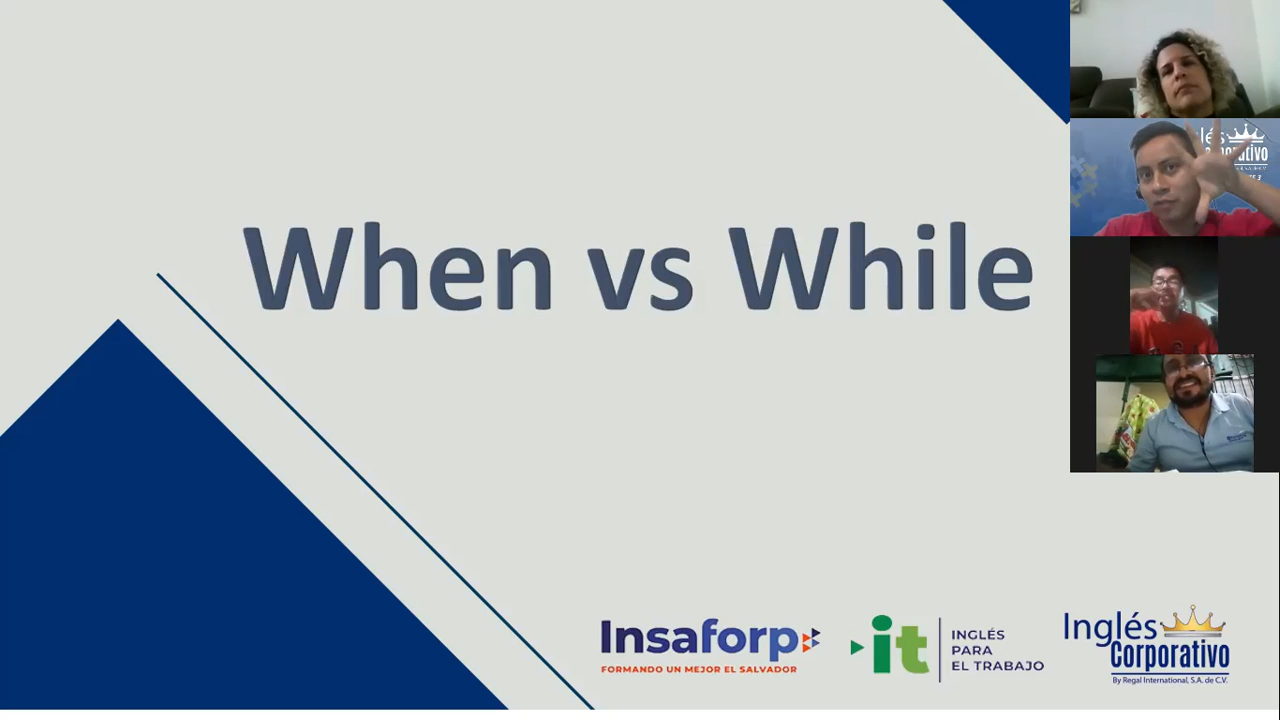 When vs While
Insaforp
FORMANDO UN MEJOR EL SALVADOR
it
INGLÉS
PARA
EL TRABAJO
Inglés
Corporativo
By Regal International, S.A. de C.V.